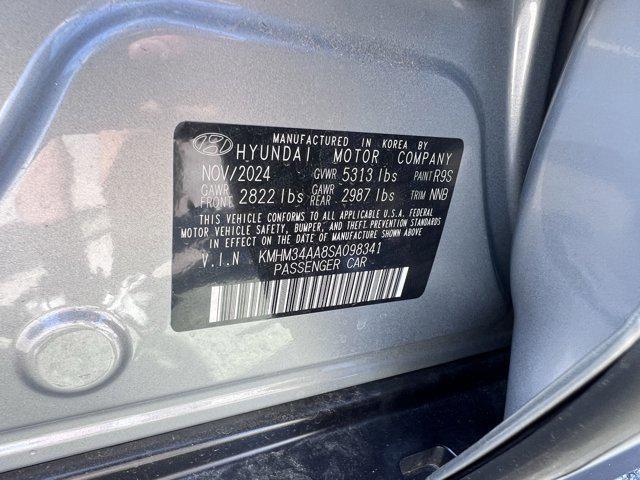 MANUFACTURED IN KOREA BY
HYUNDAI MOTOR COMPANY
NOV/2024 GVWR 5313 lbs PAINT R9S
GAWR FRONT 2822 lbs GAWR REAR 2987 lbs TRIM NNB
THIS VEHICLE CONFORMS TO ALL APPLICABLE U.S.A. FEDERAL
MOTOR VEHICLE SAFETY, BUMPER, AND THEFT PREVENTION STANDARDS
IN EFFECT ON THE DATE OF MANUFACTURE SHOWN ABOVE.
V.I.N KMHM34AA8SA098341
PASSENGER CAR